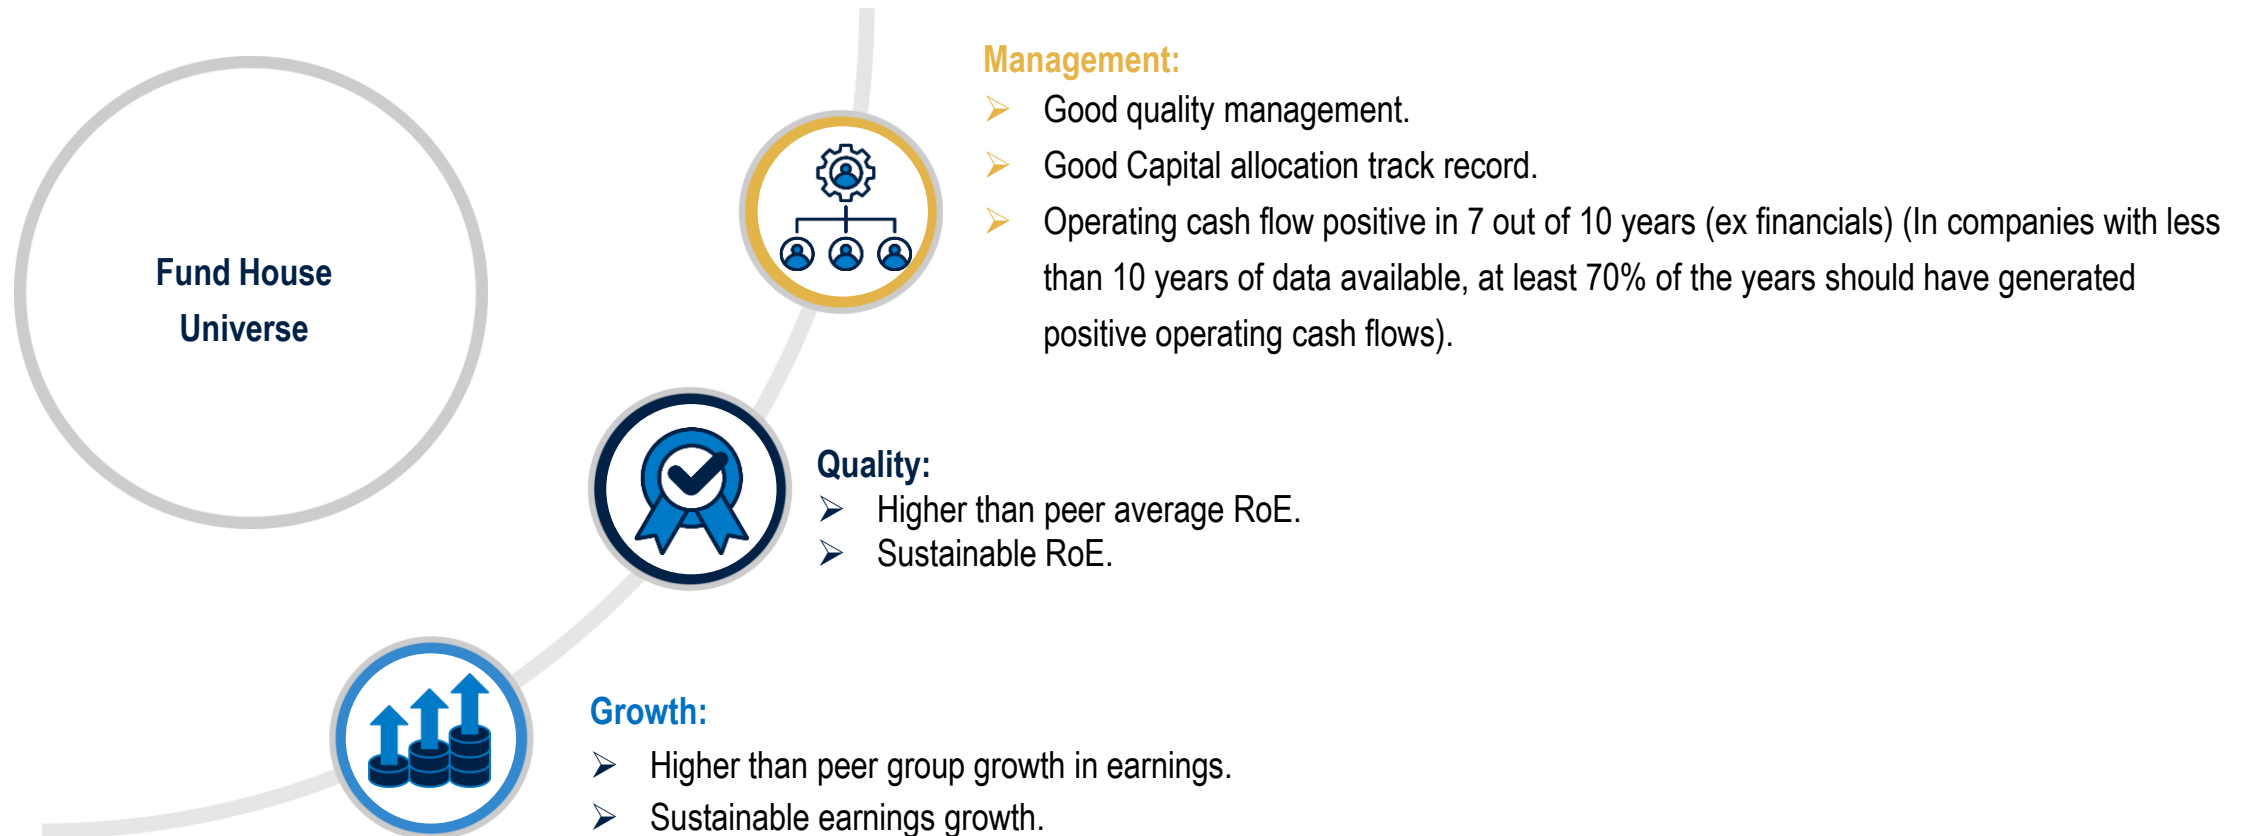 Fund House
Universe
Management:
➢ Good quality management.
➢ Good Capital allocation track record.
➢ Operating cash flow positive in 7 out of 10 years (ex financials) (In companies with less
than 10 years of data available, at least 70% of the years should have generated
positive operating cash flows).
Quality:
➢ Higher than peer average RoE.
➢ Sustainable RoE.
Growth:
➢ Higher than peer group growth in earnings.
➢ Sustainable earnings growth.